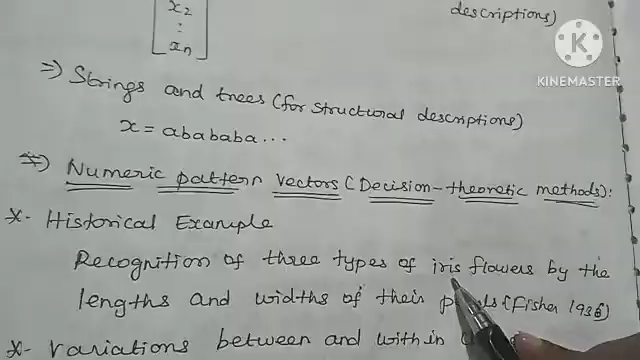 x2
descriptions)
⋮
xn
K
KINEMASTER
=) Strings and trees (for structural descriptions)
x = abababa...
=) Numeric pattern vectors (Decision-theoretic methods):
* Historical Example
Recognition of three types of iris flowers by the
lengths and widths of their (Fisher 1936)
* Variations between and within